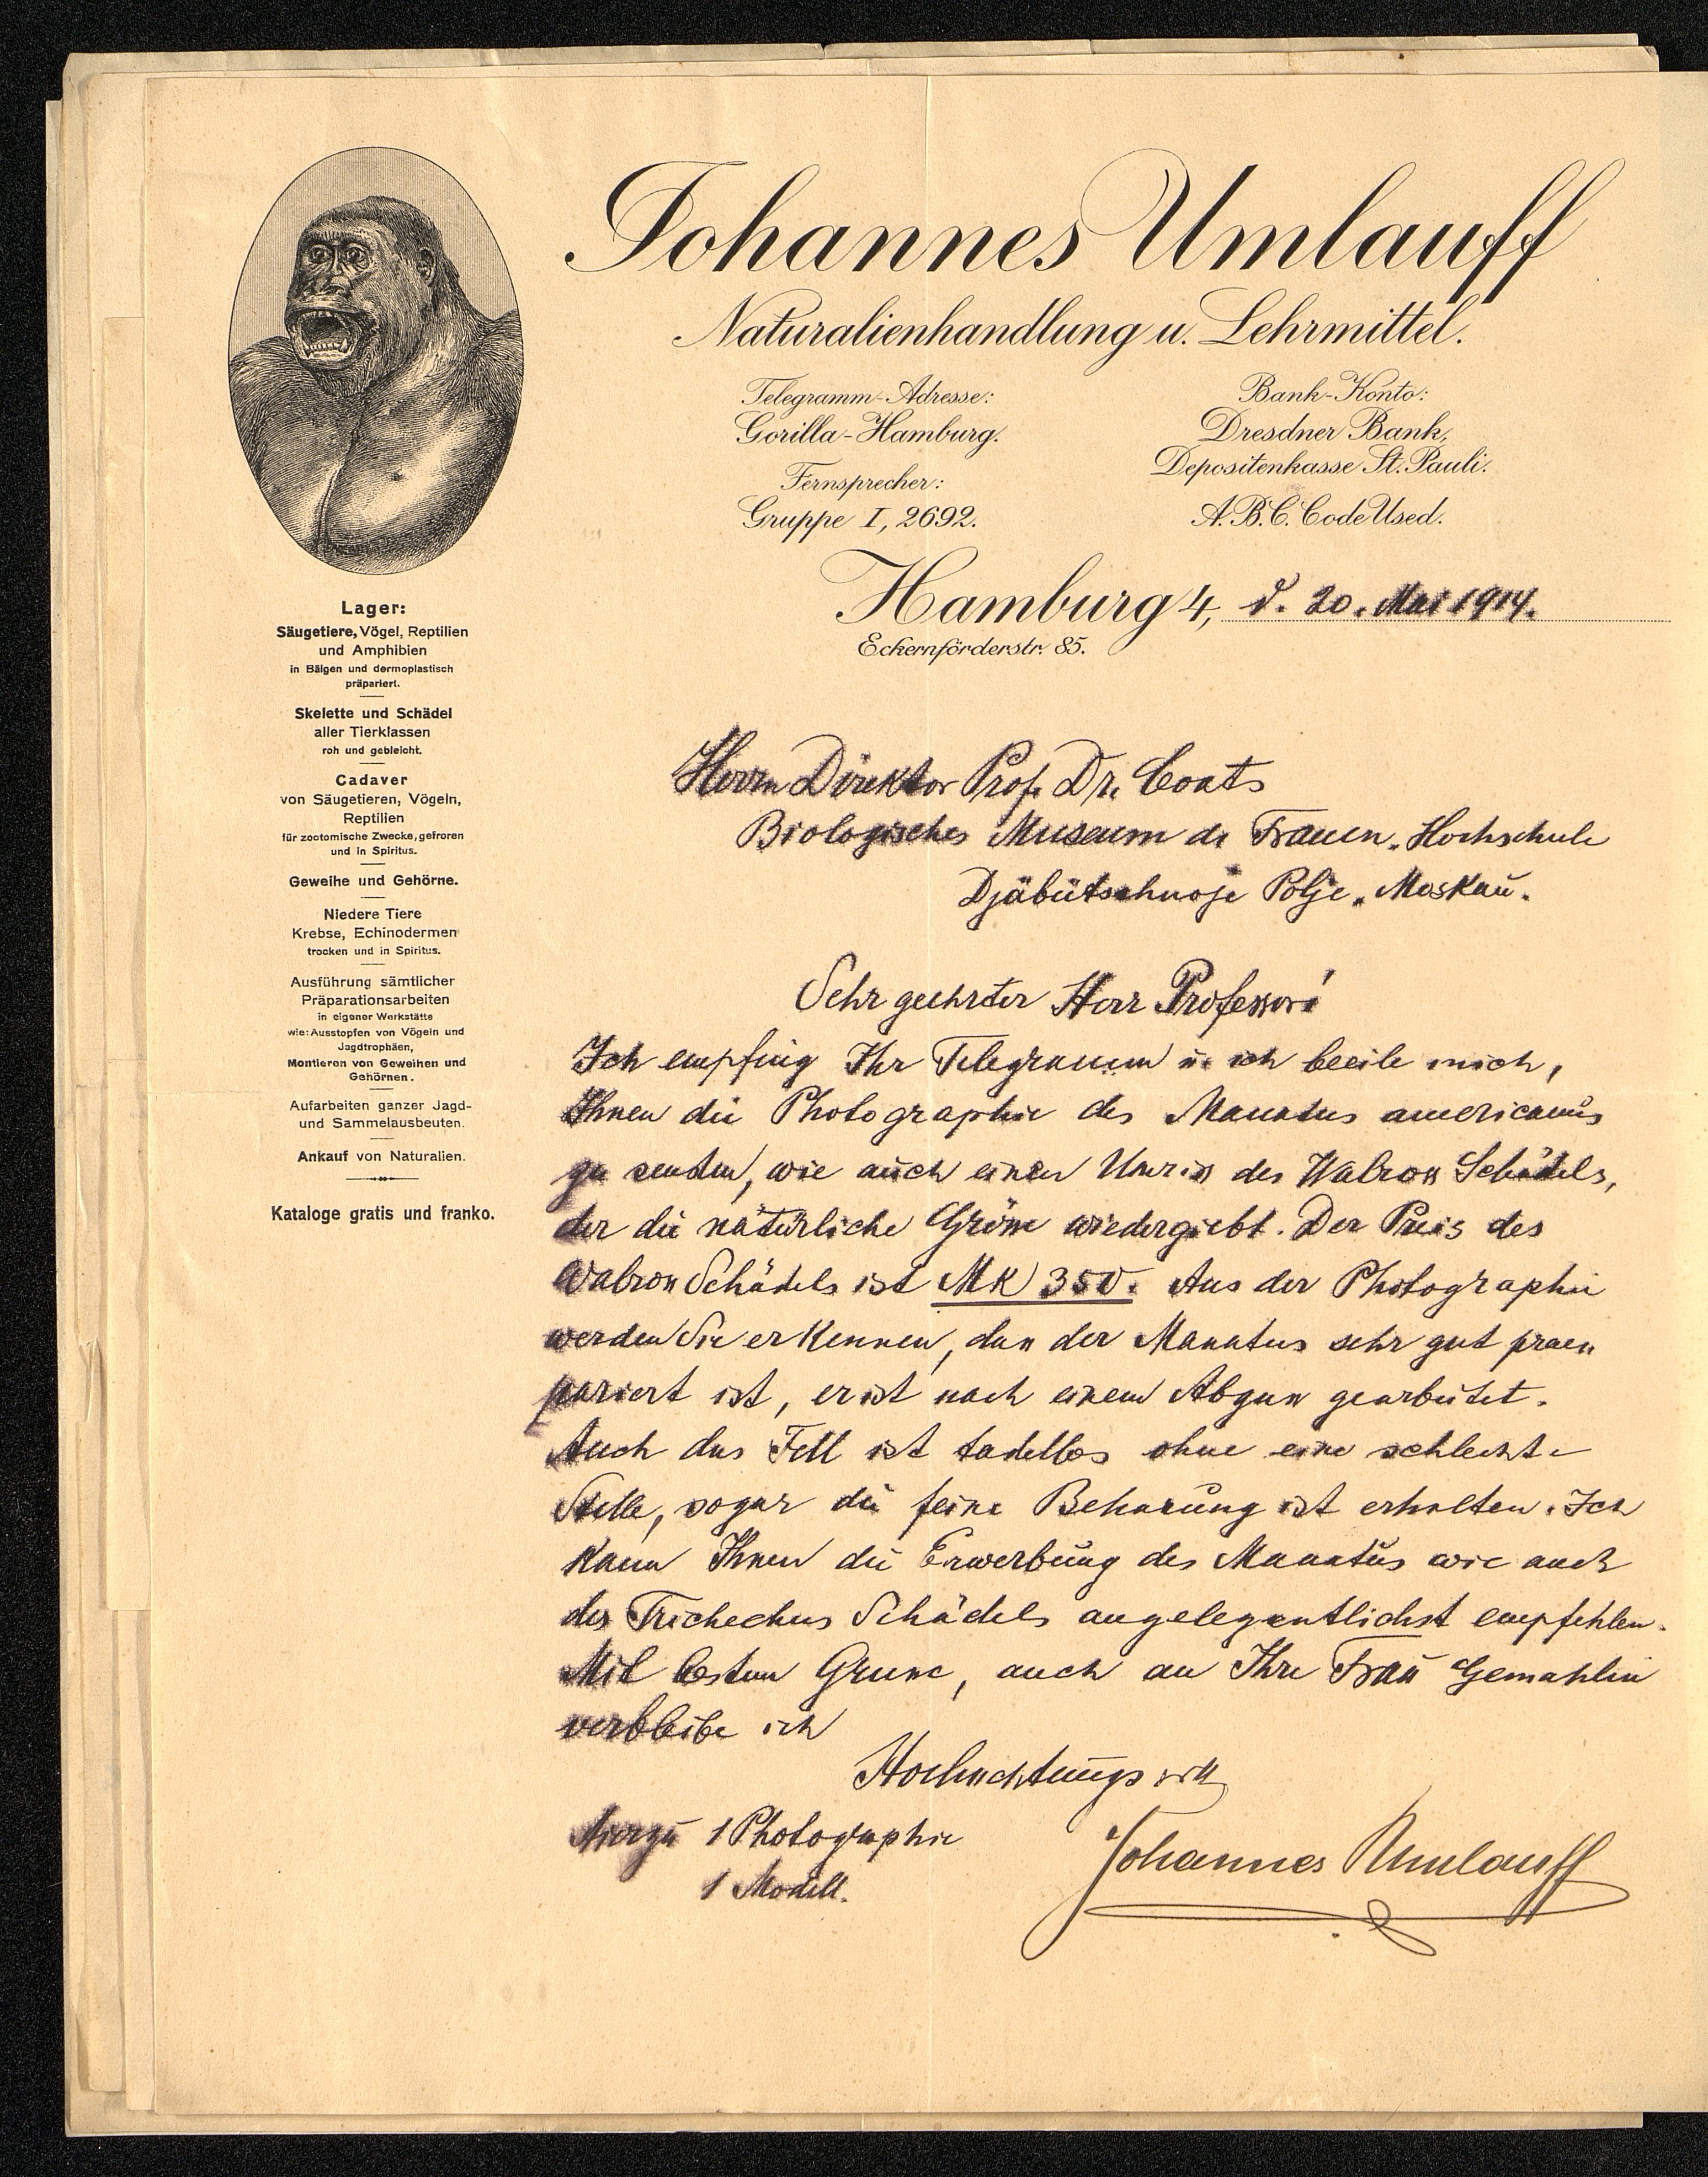 Johannes Umlauff
Naturalienhandlung u. Lehrmittel.
Telegramm-Adresse:
Gorilla-Hamburg.
Fernsprecher:
Gruppe I, 2692.
Bank-Konto:
Dresdner Bank,
Depositenkasse St. Pauli.
A.B.C. Code Used.
Hamburg 4, d. 20. Mai 1914.
Eckernförderstr. 85.
Lager:
Säugetiere, Vögel, Reptilien
und Amphibien
in Bälgen und dermoplastisch
präpariert.
Skelette und Schädel
aller Tierklassen
roh und gebleicht.
Cadaver
von Säugetieren, Vögeln,
Reptilien
für zootomische Zwecke, gefroren
und in Spiritus.
Geweihe und Gehörne.
Niedere Tiere
Krebse, Echinodermen
trocken und in Spiritus.
Ausführung sämtlicher
Präparationsarbeiten
in eigener Werkstätte
wie: Ausstopfen von Vögeln und
Jagdtrophäen,
Montieren von Geweihen und
Gehörnen.
Aufarbeiten ganzer Jagd-
und Sammelausbeuten.
Ankauf von Naturalien.
Kataloge gratis und franko.
Herrn Direktor Prof. Dr. Coats
Biologisches Museum der Frauen-Hochschule
Djäbütschnoje Polje, Moskau.
Sehr geehrter Herr Professor!
Ich empfing Ihr Telegramm u. ich beeile mich,
Ihnen die Photographie des Manatus americanus
zu senden, wie auch einen Umriss des Walross Schädels,
der die natürliche Grösse wiedergiebt. Der Preis des
Walross Schädels ist Mk 350. Aus der Photographie
werden Sie erkennen, dass der Manatus sehr gut prae-
pariert ist, er ist nach einem Abguss gearbeitet.
Auch das Fell ist tadellos ohne eine schlechte
Stelle, sogar die feine Beharung ist erhalten. Ich
kann Ihnen die Erwerbung des Manatus wie auch
des Trichechus Schädels angelegentlichst empfehlen.
Mit besten Grusse, auch an Ihre Frau Gemahlin
verbleibe ich
Hochachtungsvoll
Hierzu 1 Photographie
1 Modell.
Johannes Umlauff